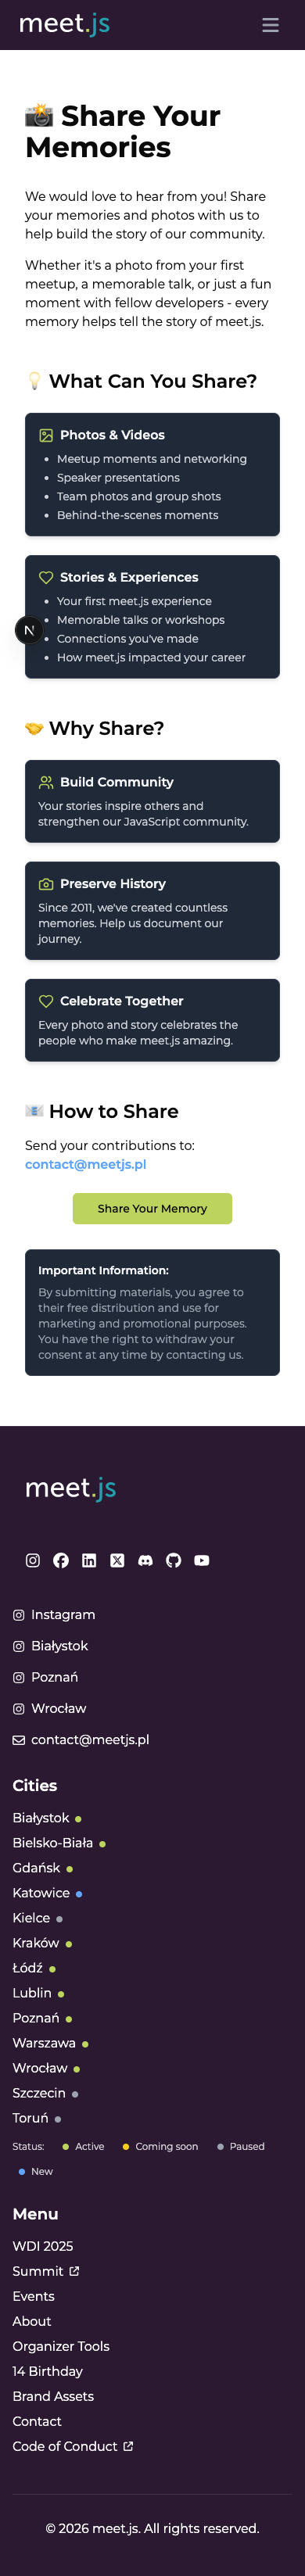 meet.js
📸 Share Your
Memories
We would love to hear from you! Share
your memories and photos with us to
help build the story of our community.
Whether it's a photo from your first
meetup, a memorable talk, or just a fun
moment with fellow developers - every
memory helps tell the story of meet.js.
💡 What Can You Share?
Photos & Videos
• Meetup moments and networking
• Speaker presentations
• Team photos and group shots
• Behind-the-scenes moments
Stories & Experiences
• Your first meet.js experience
• Memorable talks or workshops
• Connections you've made
• How meet.js impacted your career
N
🤝 Why Share?
Build Community
Your stories inspire others and
strengthen our JavaScript community.
Preserve History
Since 2011, we've created countless
memories. Help us document our
journey.
Celebrate Together
Every photo and story celebrates the
people who make meet.js amazing.
📧 How to Share
Send your contributions to:
contact@meetjs.pl
Share Your Memory
Important Information:
By submitting materials, you agree to
their free distribution and use for
marketing and promotional purposes.
You have the right to withdraw your
consent at any time by contacting us.
meet.js
Instagram
Białystok
Poznań
Wrocław
contact@meetjs.pl
Cities
Białystok
Bielsko-Biała
Gdańsk
Katowice
Kielce
Kraków
Łódź
Lublin
Poznań
Warszawa
Wrocław
Szczecin
Toruń
Status: Active Coming soon Paused
New
Menu
WDI 2025
Summit
Events
About
Organizer Tools
14 Birthday
Brand Assets
Contact
Code of Conduct
© 2026 meet.js. All rights reserved.